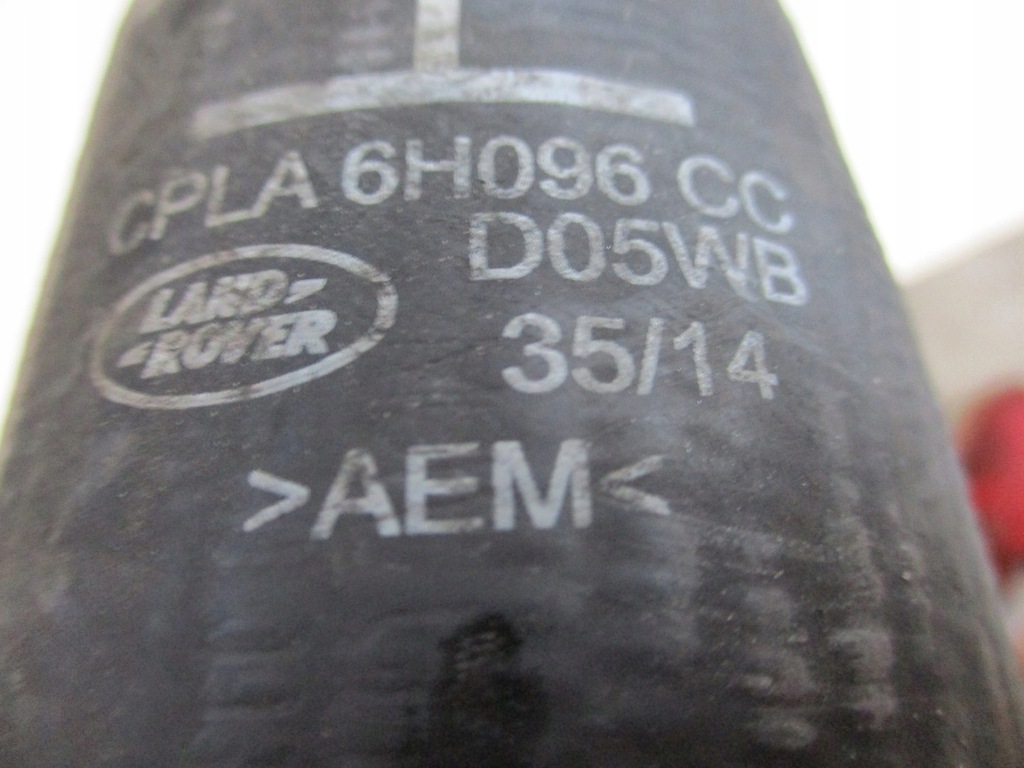 CPLA 6H096 CC
D05WB
LAND-
-ROVER
35/14
>AEM<